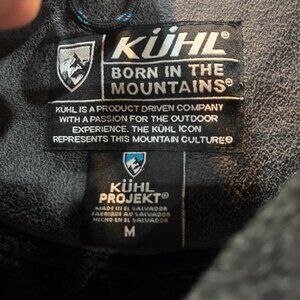 KÜHL®
BORN IN THE
MOUNTAINS®
KÜHL IS A PRODUCT DRIVEN COMPANY
WITH A PASSION FOR THE OUTDOOR
EXPERIENCE. THE KÜHL ICON
REPRESENTS THIS MOUNTAIN CULTURE®
KÜHL
PROJEKT®
MADE IN EL SALVADOR
FABRIQUE AU SALVADOR
HECHO EN EL SALVADOR
M